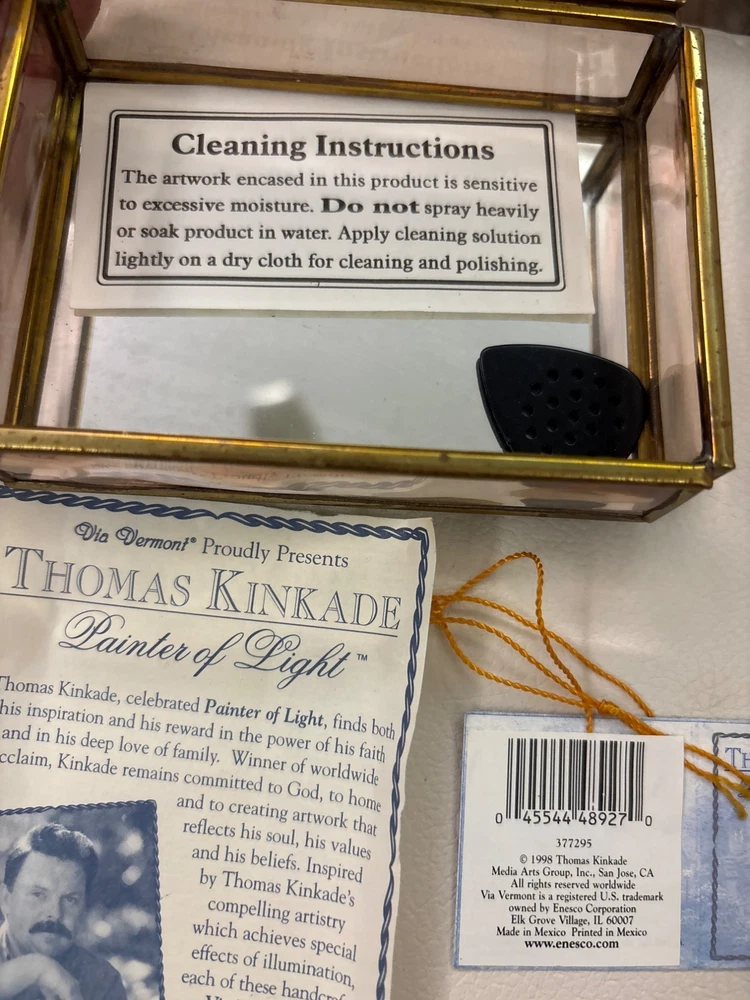 Cleaning Instructions
The artwork encased in this product is sensitive
to excessive moisture. Do not spray heavily
or soak product in water. Apply cleaning solution
lightly on a dry cloth for cleaning and polishing.
Via Vermont® Proudly Presents
THOMAS KINKADE
Painter of Light™
Thomas Kinkade, celebrated Painter of Light, finds both
his inspiration and his reward in the power of his faith
and in his deep love of family. Winner of worldwide
cclaim, Kinkade remains committed to God, to home
and to creating artwork that
reflects his soul, his values
and his beliefs. Inspired
by Thomas Kinkade's
compelling artistry
which achieves special
effects of illumination,
each of these
0 45544 48927 0
377295
© 1998 Thomas Kinkade
Media Arts Group, Inc., San Jose, CA
All rights reserved worldwide
Via Vermont is a registered U.S. trademark
owned by Enesco Corporation
Elk Grove Village, IL 60007
Made in Mexico Printed in Mexico
www.enesco.com
TH